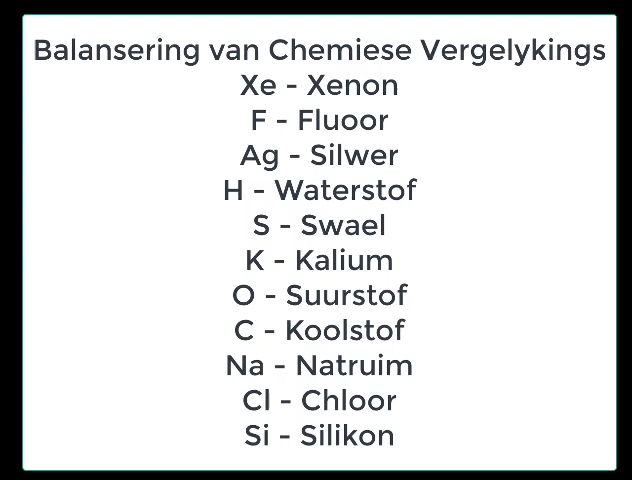 Balansering van Chemiese Vergelykings
Xe - Xenon
F - Fluoor
Ag - Silwer
H - Waterstof
S - Swael
K - Kalium
O - Suurstof
C - Koolstof
Na - Natruim
Cl - Chloor
Si - Silikon